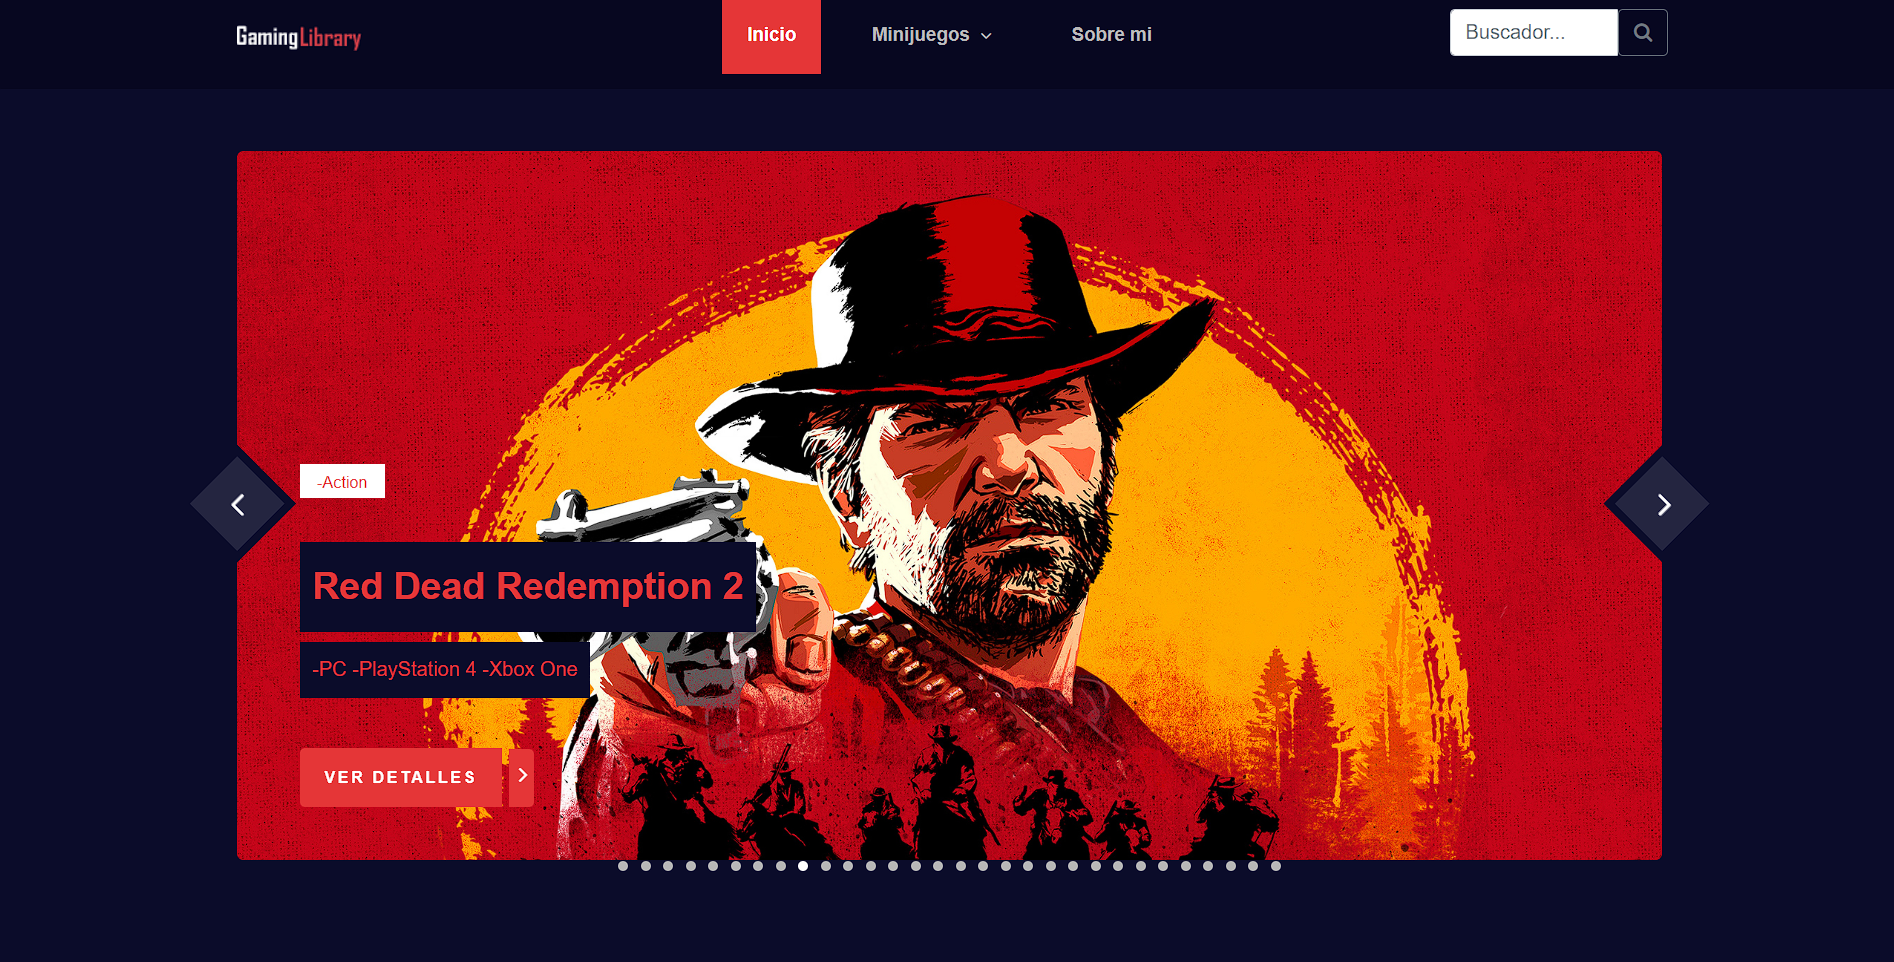 GamingLibrary
Inicio
Minijuegos
Sobre mi
Buscador...
-Action
Red Dead Redemption 2
-PC -PlayStation 4 -Xbox One
VER DETALLES